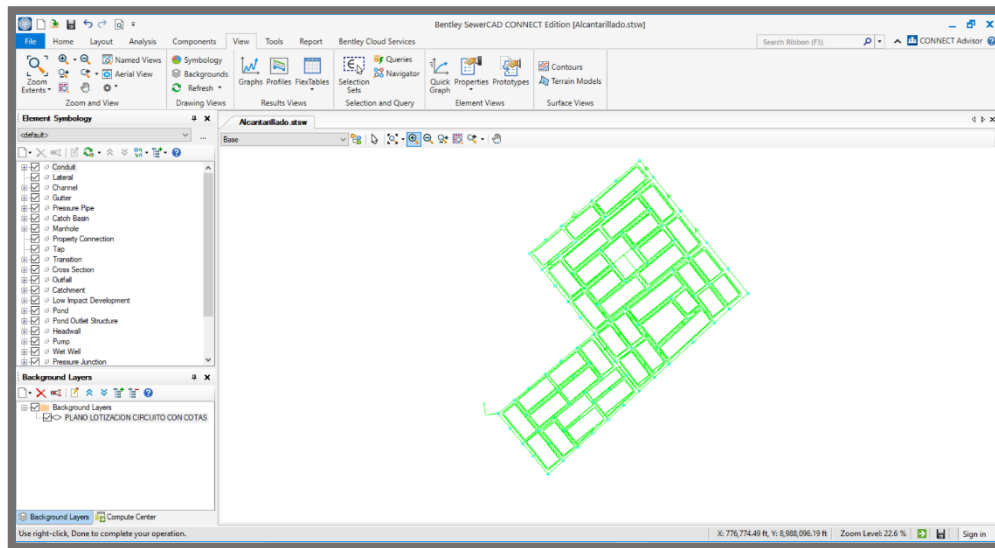 Bentley SewerCAD CONNECT Edition [Alcantarillado.stsw]
File Home Layout Analysis Components View Tools Report Bentley Cloud Services Search Ribbon (F3) CONNECT Advisor
Zoom Extents Named Views Aerial View Symbology Backgrounds Refresh Graphs Profiles FlexTables Selection Sets Queries Navigator Quick Graph Properties Prototypes Contours Terrain Models
Zoom and View Drawing Views Results Views Selection and Query Element Views Surface Views
Element Symbology
<default>
Conduit
Lateral
Channel
Gutter
Pressure Pipe
Catch Basin
Manhole
Property Connection
Tap
Transition
Cross Section
Outfall
Catchment
Low Impact Development
Pond
Pond Outlet Structure
Headwall
Pump
Wet Well
Pressure Junction
Alcantarillado.stsw
Base
Background Layers
Background Layers
PLANO LOTIZACION CIRCUITO CON COTAS
Background Layers Compute Center
Use right-click, Done to complete your operation. X: 776,774.49 ft, Y: 8,988,096.19 ft Zoom Level: 22.6 % Sign in